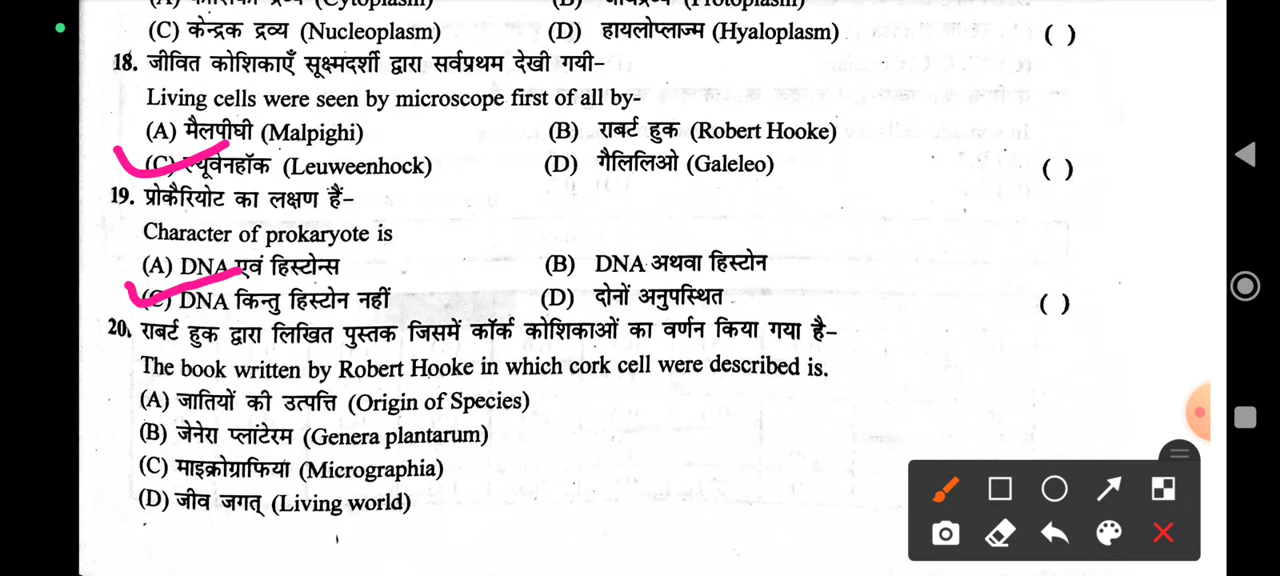 (C) केन्द्रक द्रव्य (Nucleoplasm) (D) हायलोप्लाज्म (Hyaloplasm) ( )
18. जीवित कोशिकाएँ सूक्ष्मदर्शी द्वारा सर्वप्रथम देखी गयी-
Living cells were seen by microscope first of all by-
(A) मैलपीघी (Malpighi) (B) राबर्ट हुक (Robert Hooke)
(C) ल्यूवेनहॉक (Leuweenhock) (D) गैलिलिओ (Galeleo) ( )
19. प्रोकैरियोट का लक्षण हैं-
Character of prokaryote is
(A) DNA एवं हिस्टोन्स (B) DNA अथवा हिस्टोन
(C) DNA किन्तु हिस्टोन नहीं (D) दोनों अनुपस्थित ( )
20. राबर्ट हुक द्वारा लिखित पुस्तक जिसमें कॉर्क कोशिकाओं का वर्णन किया गया है-
The book written by Robert Hooke in which cork cell were described is.
(A) जातियों की उत्पत्ति (Origin of Species)
(B) जेनेरा प्लांटेरम (Genera plantarum)
(C) माइक्रोग्राफिया (Micrographia)
(D) जीव जगत् (Living world)